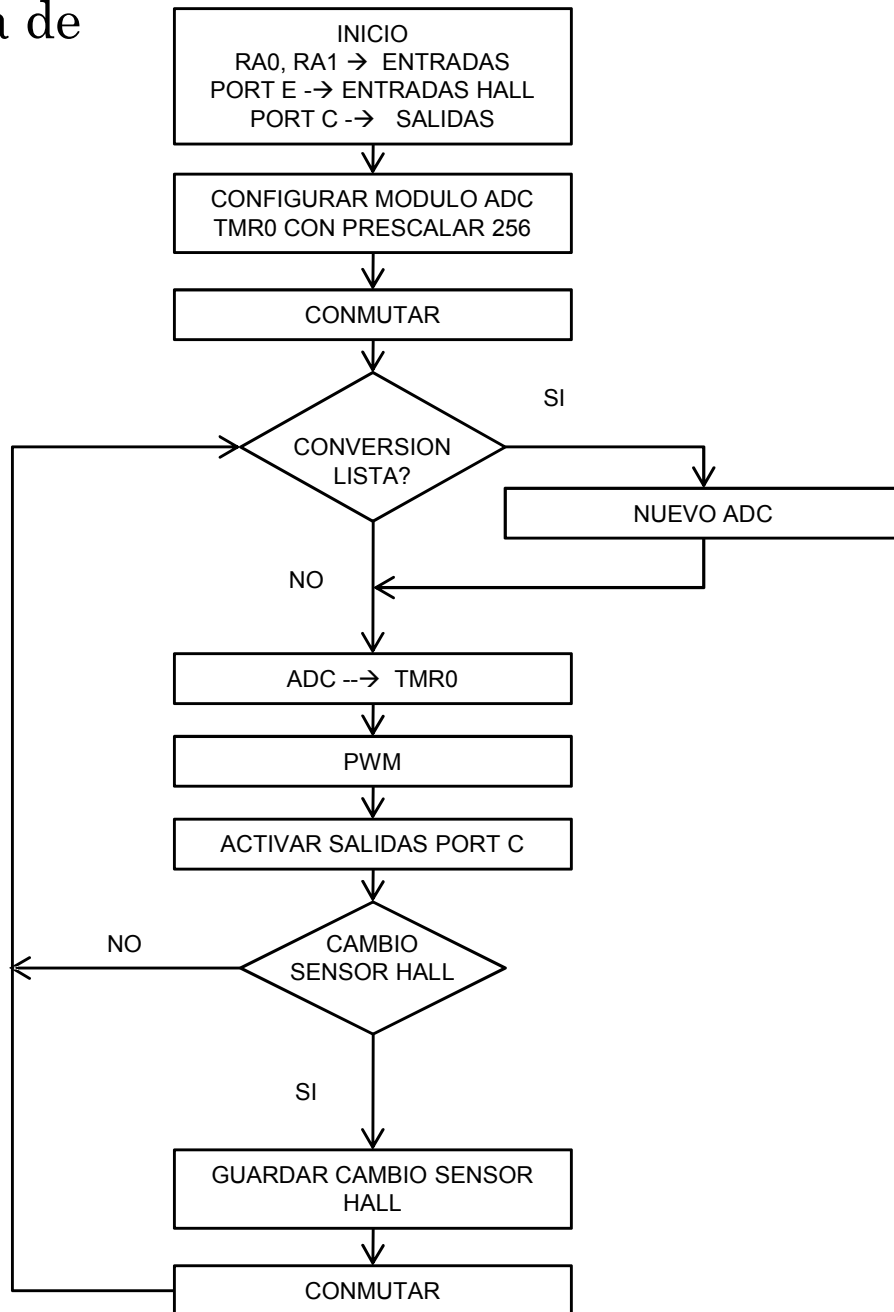 a de
INICIO
RA0, RA1 → ENTRADAS
PORT E -→ ENTRADAS HALL
PORT C -→ SALIDAS
CONFIGURAR MODULO ADC
TMR0 CON PRESCALAR 256
CONMUTAR
SI
CONVERSION
LISTA?
NUEVO ADC
NO
ADC --→ TMR0
PWM
ACTIVAR SALIDAS PORT C
CAMBIO
SENSOR HALL
NO
SI
GUARDAR CAMBIO SENSOR
HALL
CONMUTAR